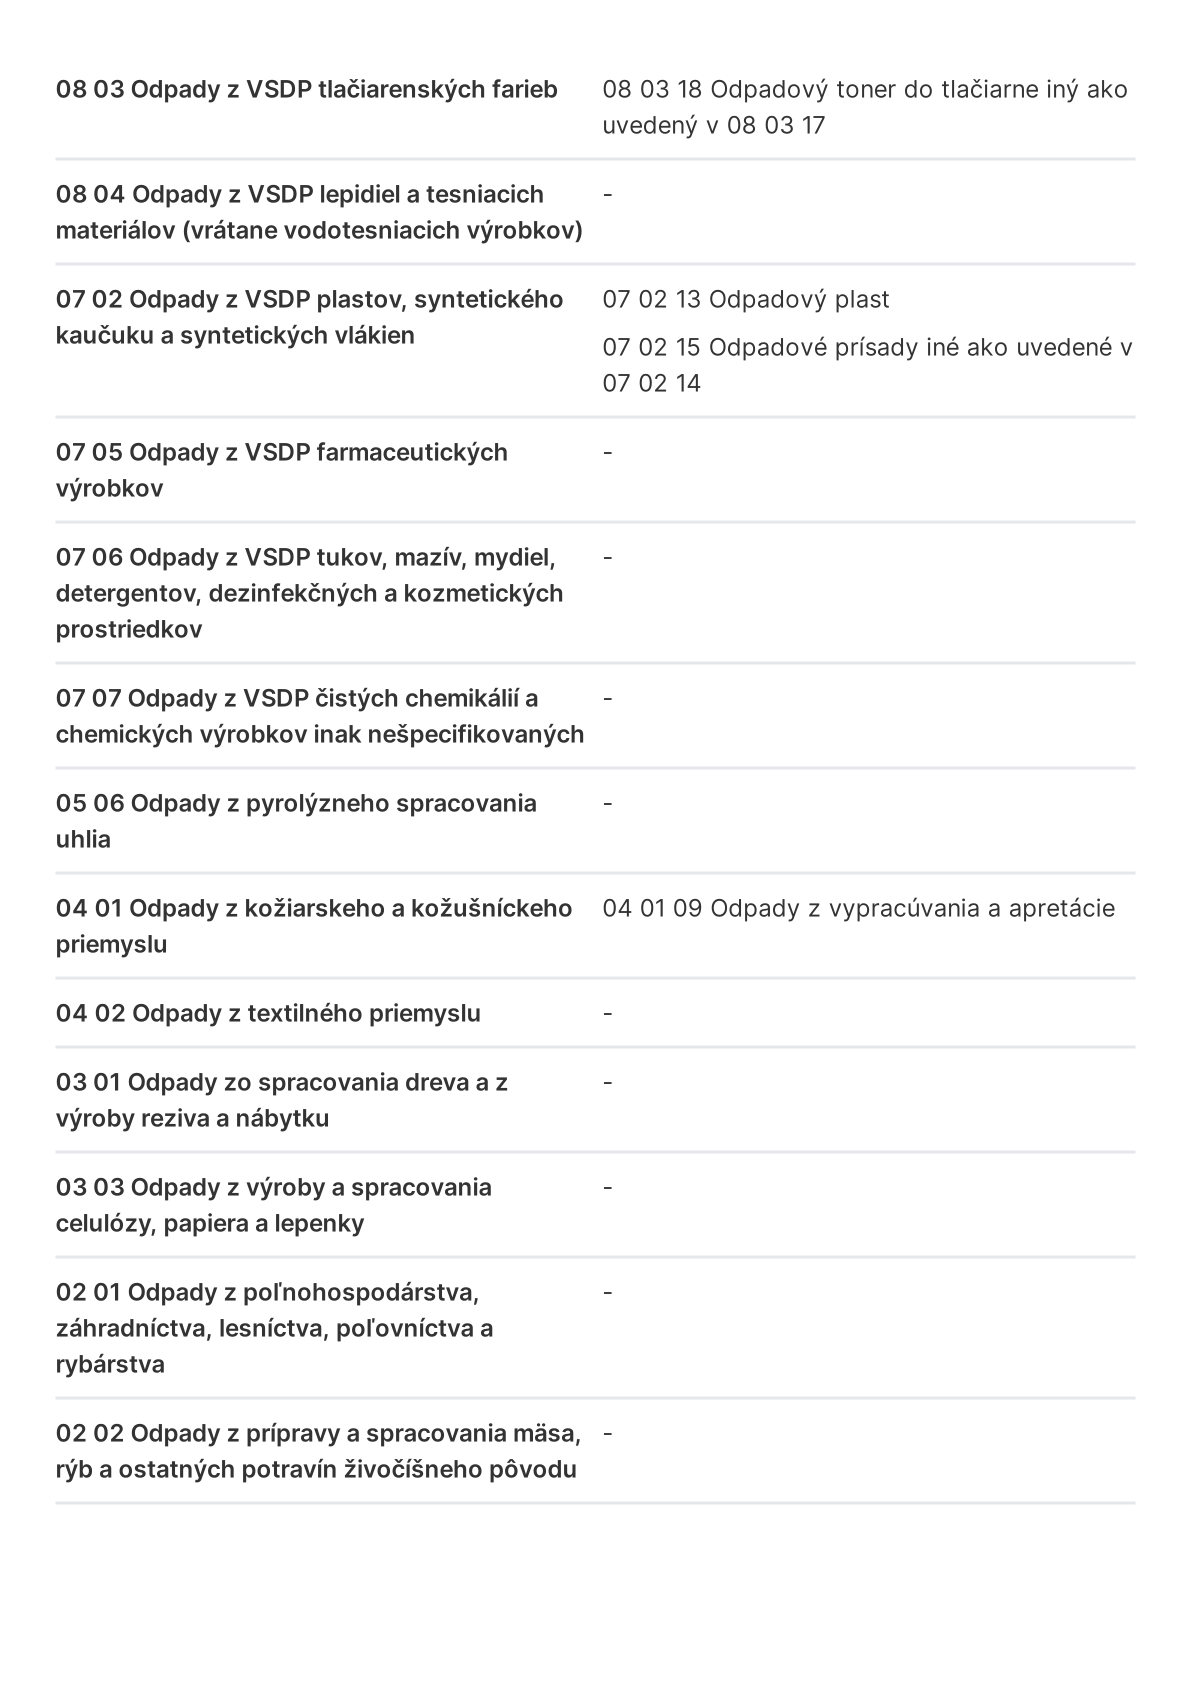 08 03 Odpady z VSDP tlačiarenských farieb
08 03 18 Odpadový toner do tlačiarne iný ako
uvedený v 08 03 17
08 04 Odpady z VSDP lepidiel a tesniacich
materiálov (vrátane vodotesniacich výrobkov)
-
07 02 Odpady z VSDP plastov, syntetického
kaučuku a syntetických vlákien
07 02 13 Odpadový plast
07 02 15 Odpadové prísady iné ako uvedené v
07 02 14
07 05 Odpady z VSDP farmaceutických
výrobkov
-
07 06 Odpady z VSDP tukov, mazív, mydiel,
detergentov, dezinfekčných a kozmetických
prostriedkov
-
07 07 Odpady z VSDP čistých chemikálií a
chemických výrobkov inak nešpecifikovaných
-
05 06 Odpady z pyrolýzneho spracovania
uhlia
-
04 01 Odpady z kožiarskeho a kožušníckeho
priemyslu
04 01 09 Odpady z vypracúvania a apretácie
04 02 Odpady z textilného priemyslu
-
03 01 Odpady zo spracovania dreva a z
výroby reziva a nábytku
-
03 03 Odpady z výroby a spracovania
celulózy, papiera a lepenky
-
02 01 Odpady z poľnohospodárstva,
záhradníctva, lesníctva, poľovníctva a
rybárstva
-
02 02 Odpady z prípravy a spracovania mäsa,
rýb a ostatných potravín živočíšneho pôvodu
-